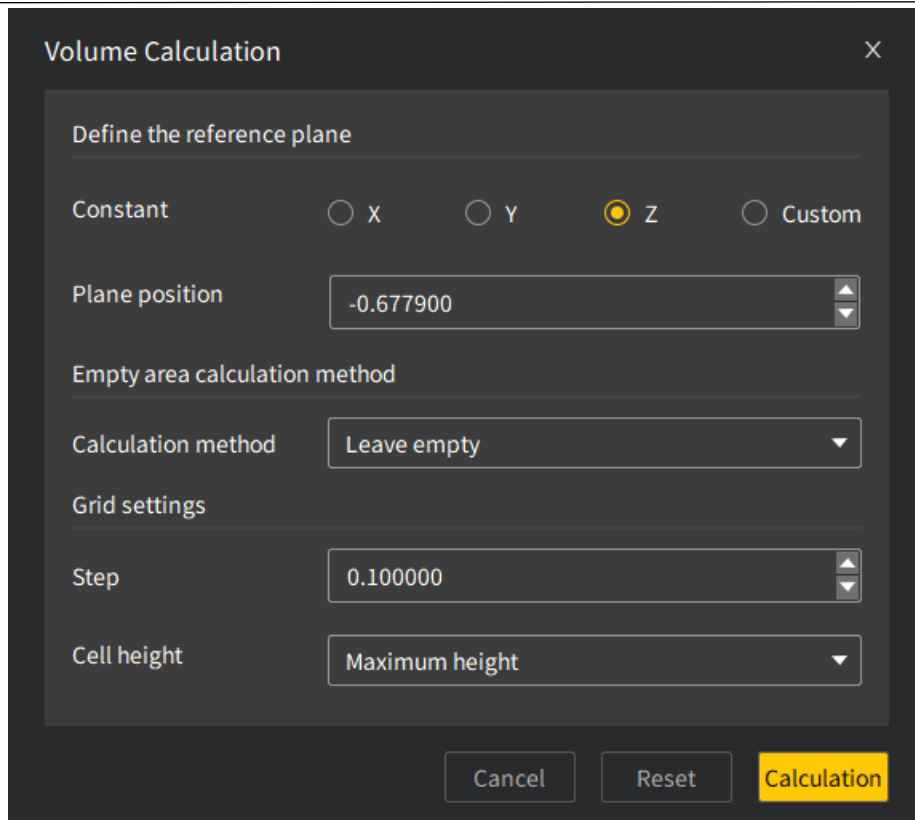 Volume Calculation X
Define the reference plane
Constant X Y Z Custom
Plane position -0.677900
Empty area calculation method
Calculation method Leave empty
Grid settings
Step 0.100000
Cell height Maximum height
Cancel Reset Calculation